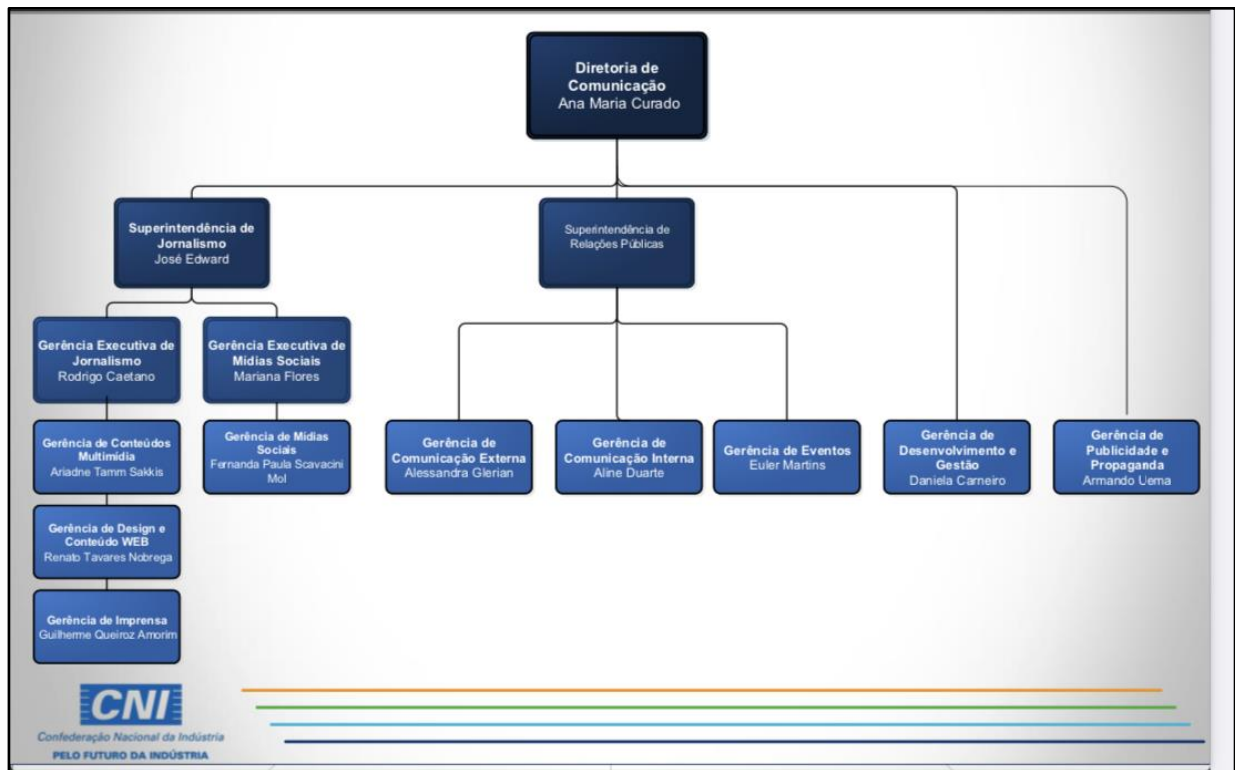 Diretoria de
Comunicação
Ana Maria Curado
Superintendência de
Jornalismo
José Edward
Superintendência de
Relações Públicas
Gerência Executiva de
Jornalismo
Rodrigo Caetano
Gerência Executiva de
Mídias Sociais
Mariana Flores
Gerência de Conteúdos
Multimídia
Ariadne Tamm Sakkis
Gerência de Mídias
Sociais
Fernanda Paula Scavacini
Mol
Gerência de
Comunicação Externa
Alessandra Glerian
Gerência de
Comunicação Interna
Aline Duarte
Gerência de Eventos
Euler Martins
Gerência de
Desenvolvimento e
Gestão
Daniela Carneiro
Gerência de
Publicidade e
Propaganda
Armando Uema
Gerência de Design e
Conteúdo WEB
Renato Tavares Nobrega
Gerência de Imprensa
Guilherme Queiroz Amorim
CNI
Confederação Nacional da Indústria
PELO FUTURO DA INDÚSTRIA